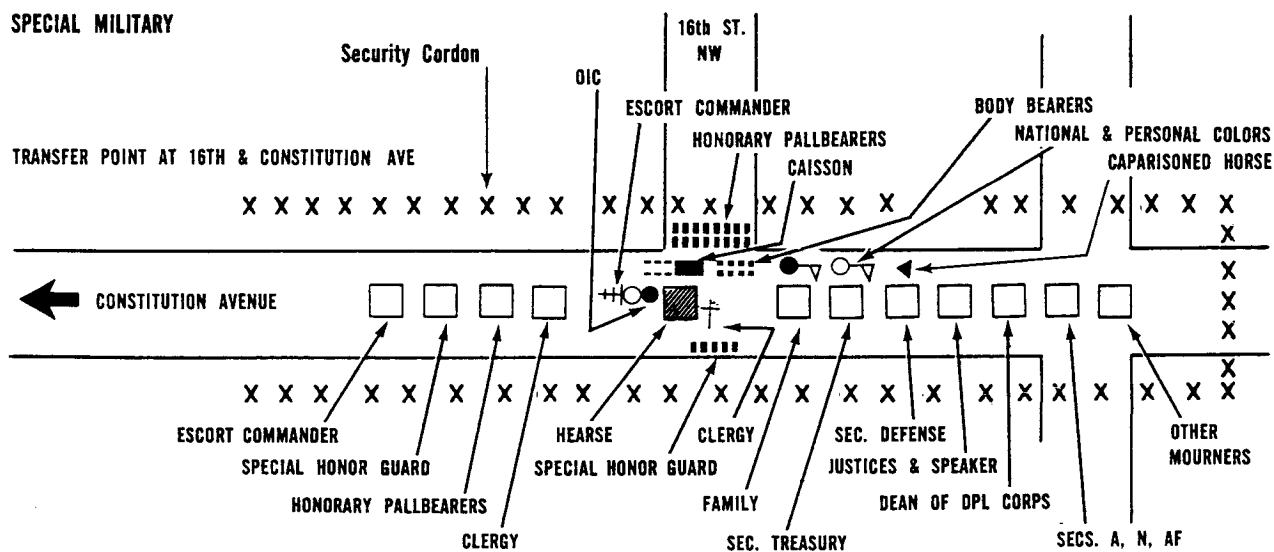 SPECIAL MILITARY
16th ST.
NW
Security Cordon
OIC
ESCORT COMMANDER
BODY BEARERS
HONORARY PALLBEARERS
NATIONAL & PERSONAL COLORS
TRANSFER POINT AT 16TH & CONSTITUTION AVE
CAISSON
CAPARISONED HORSE
CONSTITUTION AVENUE
ESCORT COMMANDER
HEARSE
CLERGY
SEC. DEFENSE
OTHER
MOURNERS
SPECIAL HONOR GUARD
SPECIAL HONOR GUARD
JUSTICES & SPEAKER
HONORARY PALLBEARERS
FAMILY
DEAN OF DPL CORPS
CLERGY
SEC. TREASURY
SECS. A, N, AF